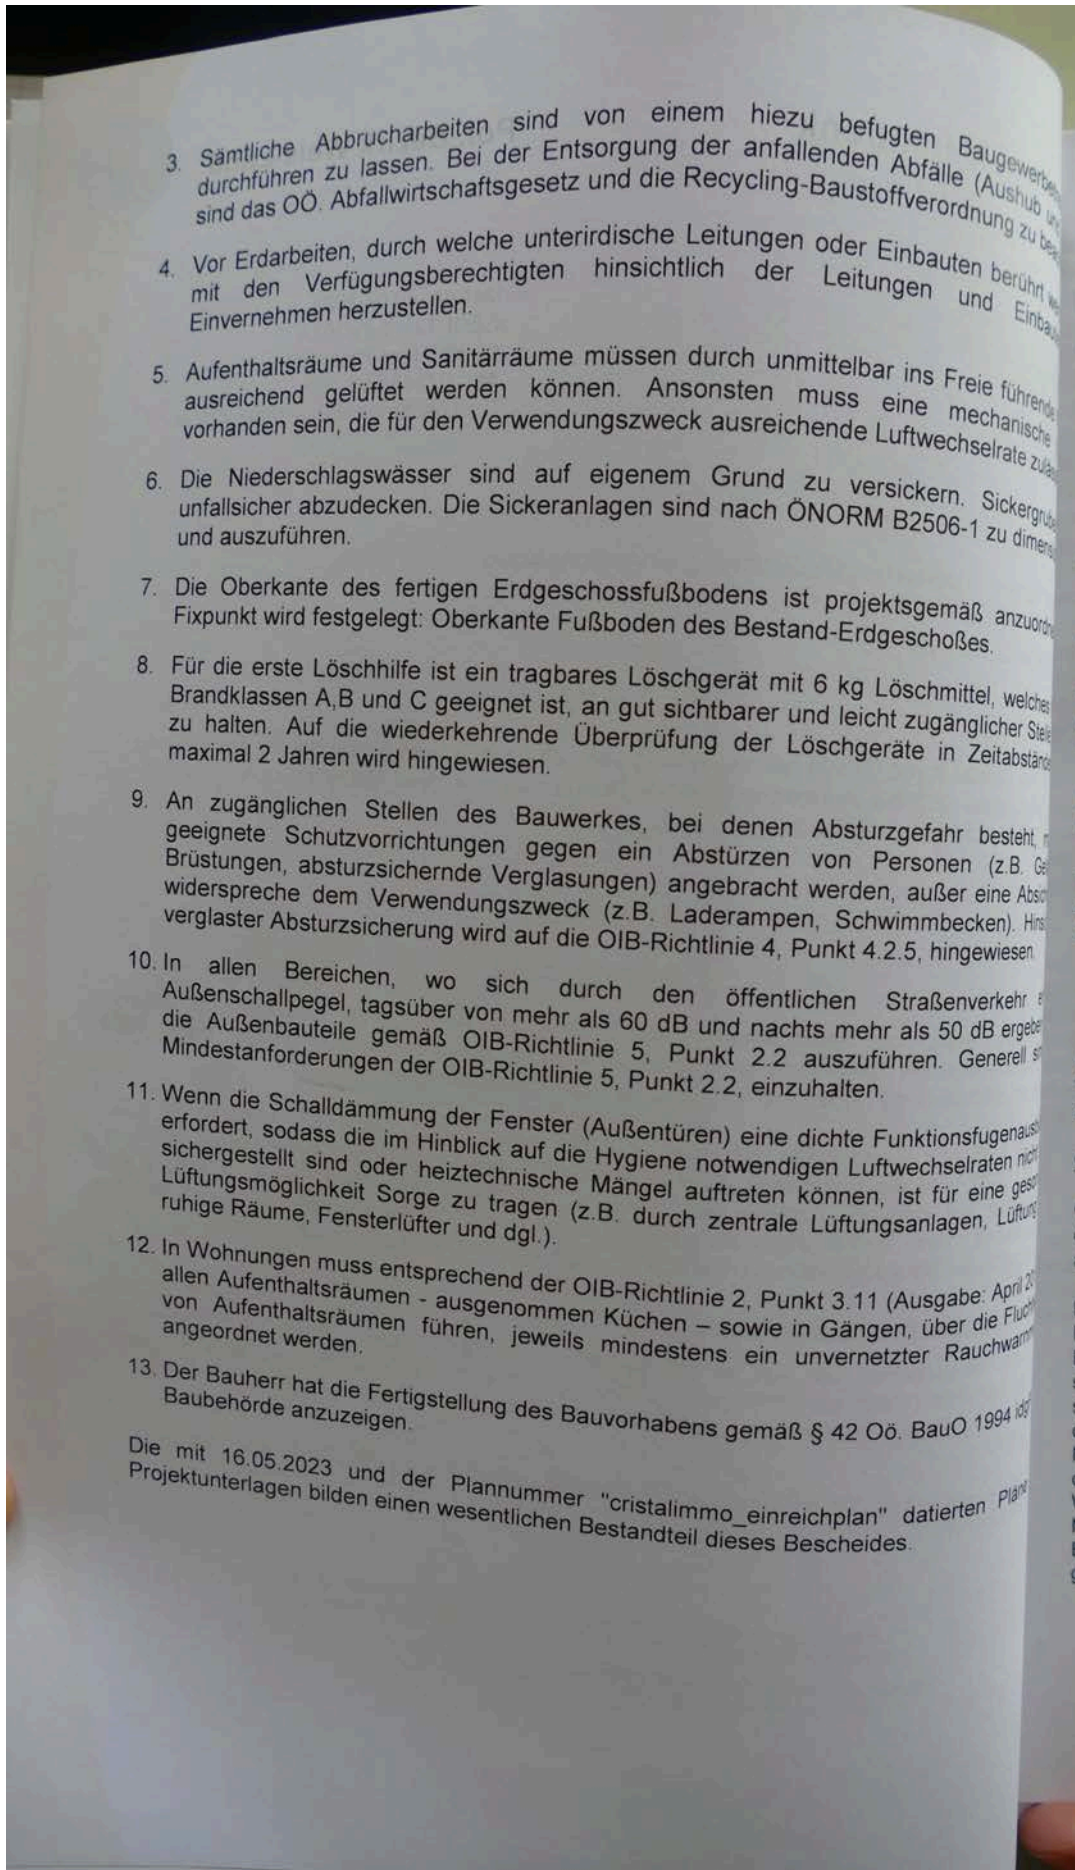 3. Sämtliche Abbrucharbeiten sind von einem hiezu befugten
durchführen zu lassen. Bei der Entsorgung der anfallenden Abfälle (Aushub
sind das OÖ. Abfallwirtschaftsgesetz und die Recycling-Baustoffverordnung zu
4. Vor Erdarbeiten, durch welche unterirdische Leitungen oder Einbauten berührt
mit den Verfügungsberechtigten hinsichtlich der Leitungen und
Einvernehmen herzustellen.
5. Aufenthaltsräume und Sanitärräume müssen durch unmittelbar ins Freie
ausreichend gelüftet werden können. Ansonsten muss eine mechanische
vorhanden sein, die für den Verwendungszweck ausreichende Luftwechselrate
6. Die Niederschlagswässer sind auf eigenem Grund zu versickern.
unfallsicher abzudecken. Die Sickeranlagen sind nach ÖNORM B2506-1 zu
und auszuführen.
7. Die Oberkante des fertigen Erdgeschossfußbodens ist projektsgemäß
Fixpunkt wird festgelegt: Oberkante Fußboden des Bestand-Erdgeschoßes.
8. Für die erste Löschhilfe ist ein tragbares Löschgerät mit 6 kg Löschmittel, welches
Brandklassen A,B und C geeignet ist, an gut sichtbarer und leicht zugänglicher
zu halten. Auf die wiederkehrende Überprüfung der Löschgeräte in
maximal 2 Jahren wird hingewiesen.
9. An zugänglichen Stellen des Bauwerkes, bei denen Absturzgefahr besteht,
geeignete Schutzvorrichtungen gegen ein Abstürzen von Personen (z.B.
Brüstungen, absturzsichernde Verglasungen) angebracht werden, außer eine
widerspreche dem Verwendungszweck (z.B. Laderampen, Schwimmbecken).
verglaster Absturzsicherung wird auf die OIB-Richtlinie 4, Punkt 4.2.5, hingewiesen.
10. In allen Bereichen, wo sich durch den öffentlichen Straßenverkehr
Außenschallpegel, tagsüber von mehr als 60 dB und nachts mehr als 50 dB
die Außenbauteile gemäß OIB-Richtlinie 5, Punkt 2.2 auszuführen. Generell
Mindestanforderungen der OIB-Richtlinie 5, Punkt 2.2, einzuhalten.
11. Wenn die Schalldämmung der Fenster (Außentüren) eine dichte
erfordert, sodass die im Hinblick auf die Hygiene notwendigen Luftwechselraten
sichergestellt sind oder heiztechnische Mängel auftreten können, ist für eine
Lüftungsmöglichkeit Sorge zu tragen (z.B. durch zentrale Lüftungsanlagen,
ruhige Räume, Fensterlüfter und dgl.).
12. In Wohnungen muss entsprechend der OIB-Richtlinie 2, Punkt 3.11 (Ausgabe: April
allen Aufenthaltsräumen - ausgenommen Küchen – sowie in Gängen, über die
von Aufenthaltsräumen führen, jeweils mindestens ein unvernetzter
angeordnet werden.
13. Der Bauherr hat die Fertigstellung des Bauvorhabens gemäß § 42 Oö. BauO 1994
Baubehörde anzuzeigen.
Die mit 16.05.2023 und der Plannummer "cristalimmo_einreichplan" datierten
Projektunterlagen bilden einen wesentlichen Bestandteil dieses Bescheides.